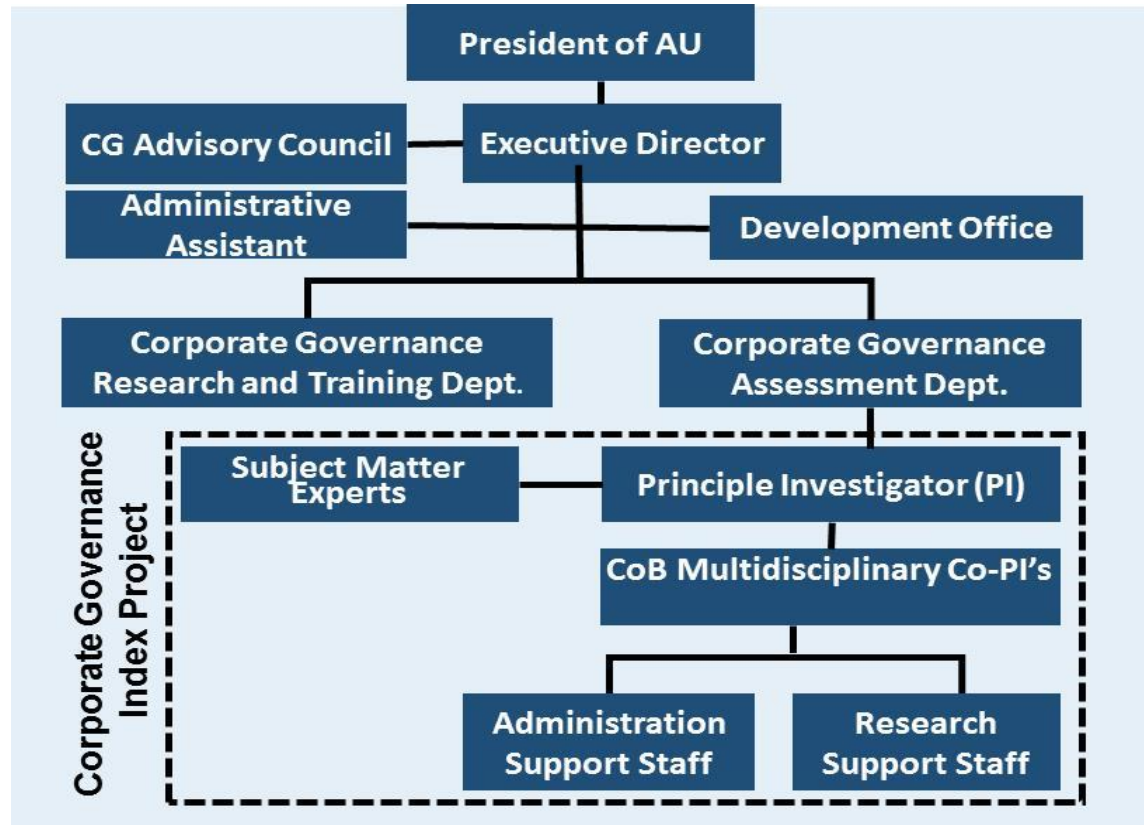 President of AU
CG Advisory Council
Executive Director
Administrative
Assistant
Development Office
Corporate Governance
Research and Training Dept.
Corporate Governance
Assessment Dept.
Corporate Governance
Index Project
Subject Matter
Experts
Principle Investigator (PI)
CoB Multidisciplinary Co-PI's
Administration
Support Staff
Research
Support Staff